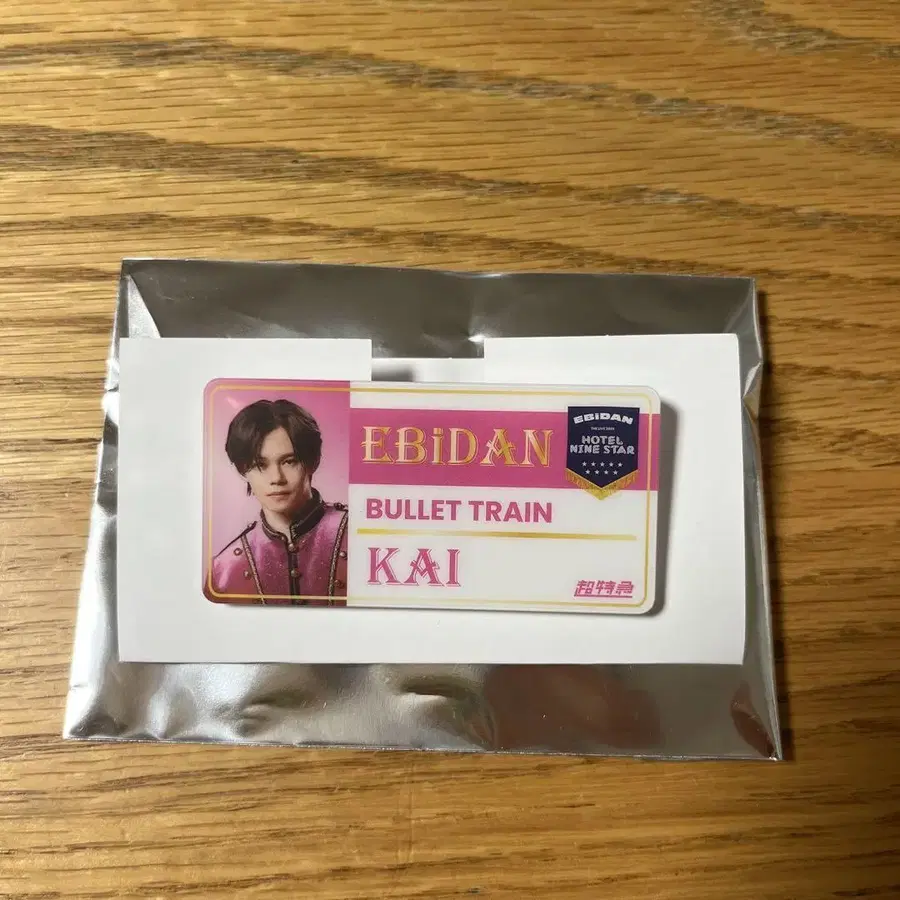 EBiDAN
BULLET TRAIN
KAI
EBiDAN
HOTEL
NINE STAR
超特急